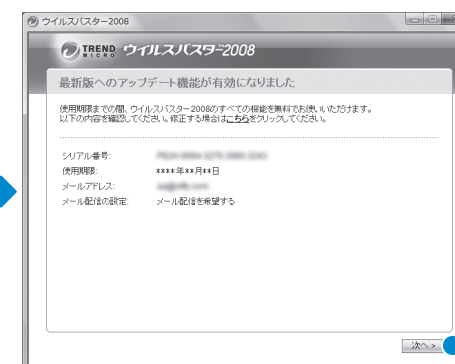 ウイルスバスター2008
TREND MICRO ウイルスバスター2008
最新版へのアップデート機能が有効になりました
使用期限までの間、ウイルスバスター2008のすべての機能を無料でお使いいただけます。
以下の内容を確認してください。修正する場合はこちらをクリックしてください。
シリアル番号:
使用期限: ****年**月**日
メールアドレス:
メール配信の設定: メール配信を希望する
次へ >